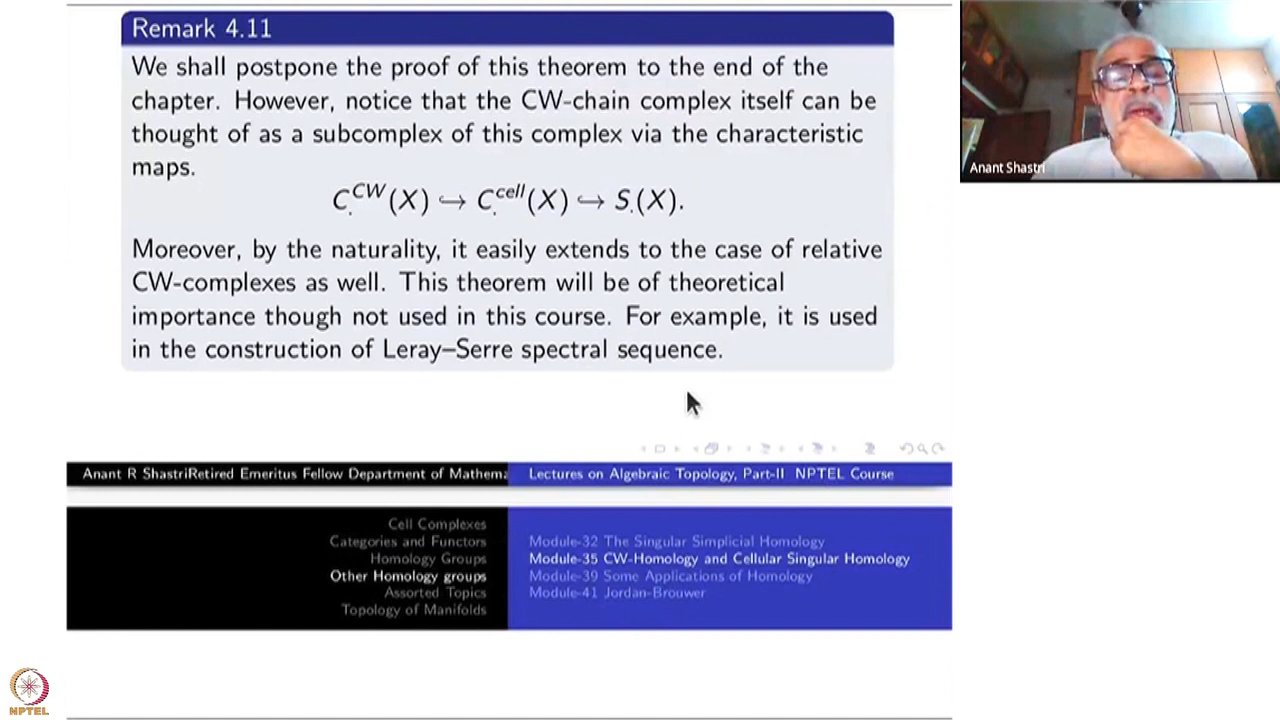 Remark 4.11
We shall postpone the proof of this theorem to the end of the
chapter. However, notice that the CW-chain complex itself can be
thought of as a subcomplex of this complex via the characteristic
maps.
C.^{CW}(X) ↪ C.^{cell}(X) ↪ S.(X).
Moreover, by the naturality, it easily extends to the case of relative
CW-complexes as well. This theorem will be of theoretical
importance though not used in this course. For example, it is used
in the construction of Leray–Serre spectral sequence.
Anant Shastri
Anant R ShastriRetired Emeritus Fellow Department of Mathema
Lectures on Algebraic Topology, Part-II NPTEL Course
Cell Complexes
Categories and Functors
Homology Groups
Other Homology groups
Assorted Topics
Topology of Manifolds
Module-32 The Singular Simplicial Homology
Module-35 CW-Homology and Cellular Singular Homology
Module-39 Some Applications of Homology
Module-41 Jordan-Brouwer
NPTEL